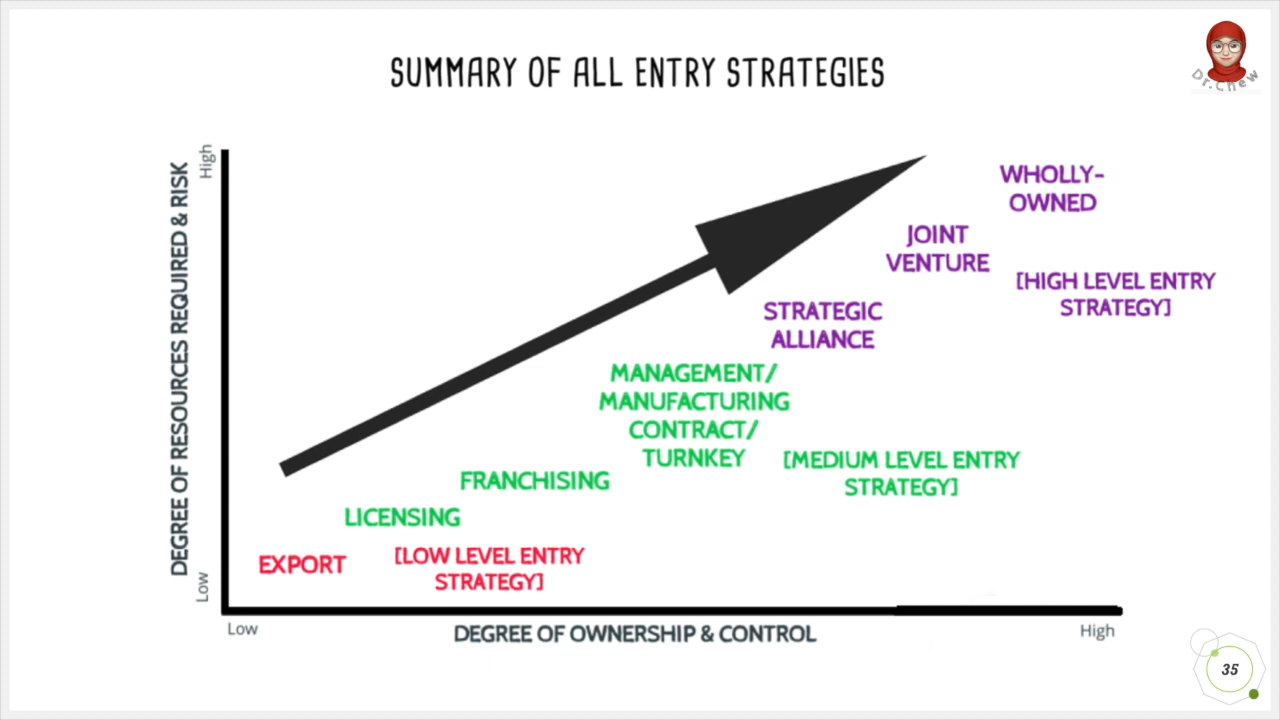 SUMMARY OF ALL ENTRY STRATEGIES
Dr.Chew
DEGREE OF RESOURCES REQUIRED & RISK
High
Low
WHOLLY-
OWNED
JOINT
VENTURE
[HIGH LEVEL ENTRY
STRATEGY]
STRATEGIC
ALLIANCE
MANAGEMENT/
MANUFACTURING
CONTRACT/
TURNKEY
[MEDIUM LEVEL ENTRY
STRATEGY]
FRANCHISING
LICENSING
EXPORT
[LOW LEVEL ENTRY
STRATEGY]
Low
DEGREE OF OWNERSHIP & CONTROL
High
35